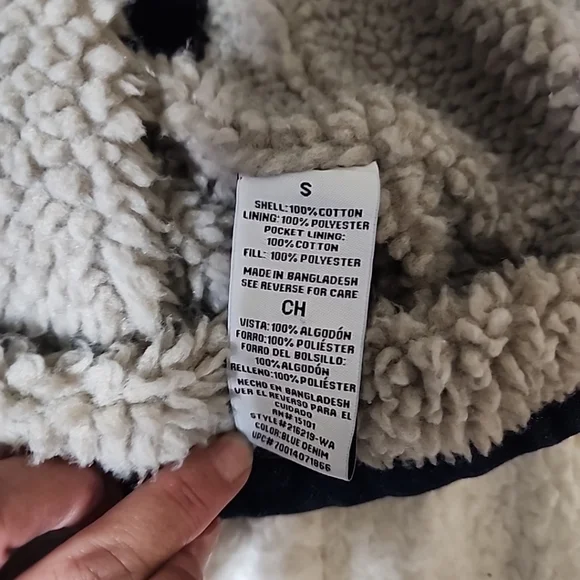 S
SHELL: 100% COTTON
LINING: 100% POLYESTER
POCKET LINING:
100% COTTON
FILL: 100% POLYESTER
MADE IN BANGLADESH
SEE REVERSE FOR CARE
CH
VISTA: 100% ALGODÓN
FORRO: 100% POLIÉSTER
FORRO DEL BOLSILLO:
100% ALGODÓN
RELLENO: 100% POLIÉSTER
HECHO EN BANGLADESH
VER EL REVERSO PARA EL
CUIDADO
RN# 15101
STYLE# 216219-WA
COLOR: BLUE DENIM
UPC# 70014071866